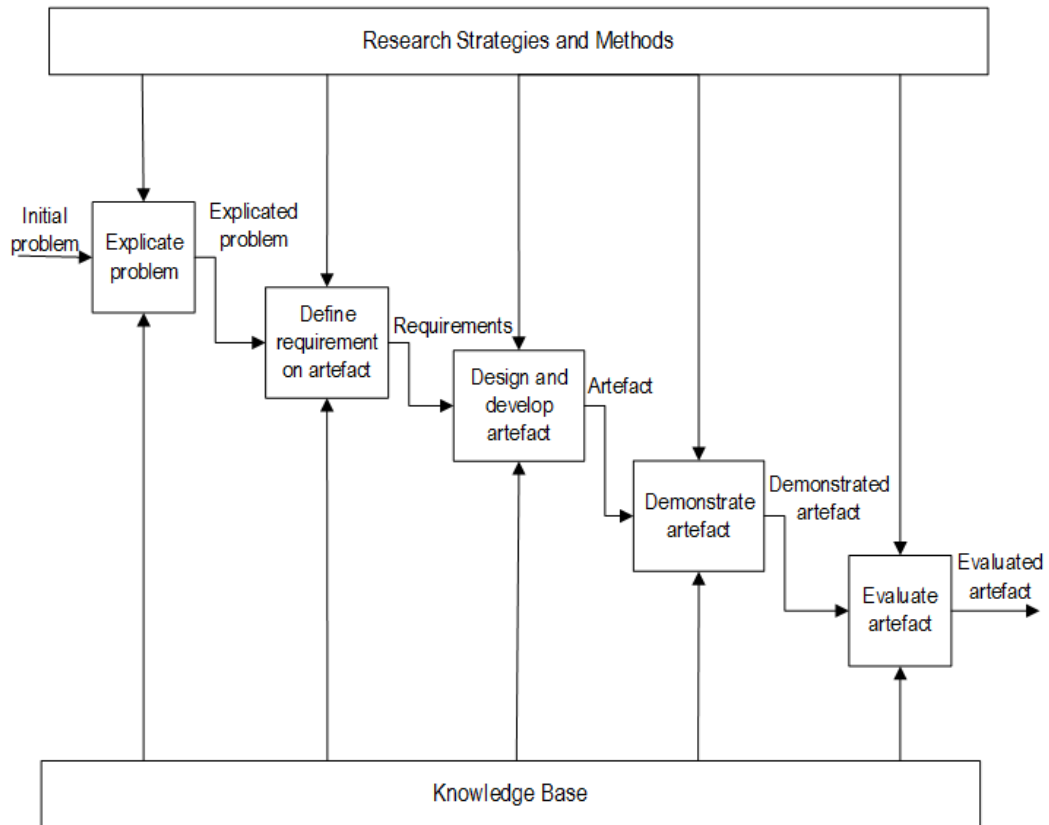 Research Strategies and Methods
Initial
problem
Explicate
problem
Explicated
problem
Define
requirement
on artefact
Requirements
Design and
develop
artefact
Artefact
Demonstrate
artefact
Demonstrated
artefact
Evaluate
artefact
Evaluated
artefact
Knowledge Base